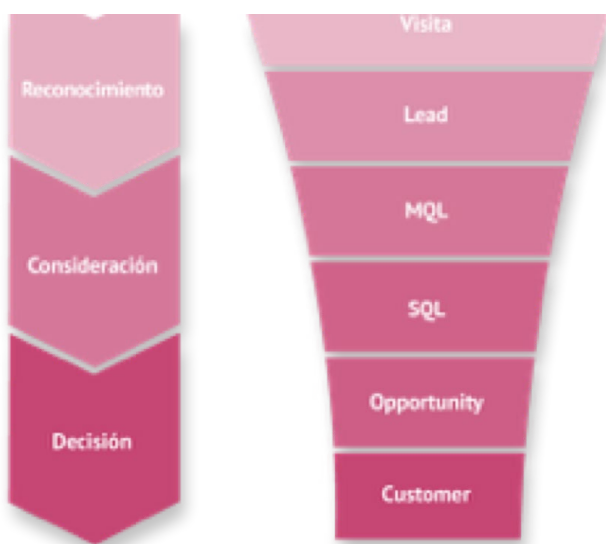 Reconocimiento
Consideración
Decisión
Visita
Lead
MQL
SQL
Opportunity
Customer